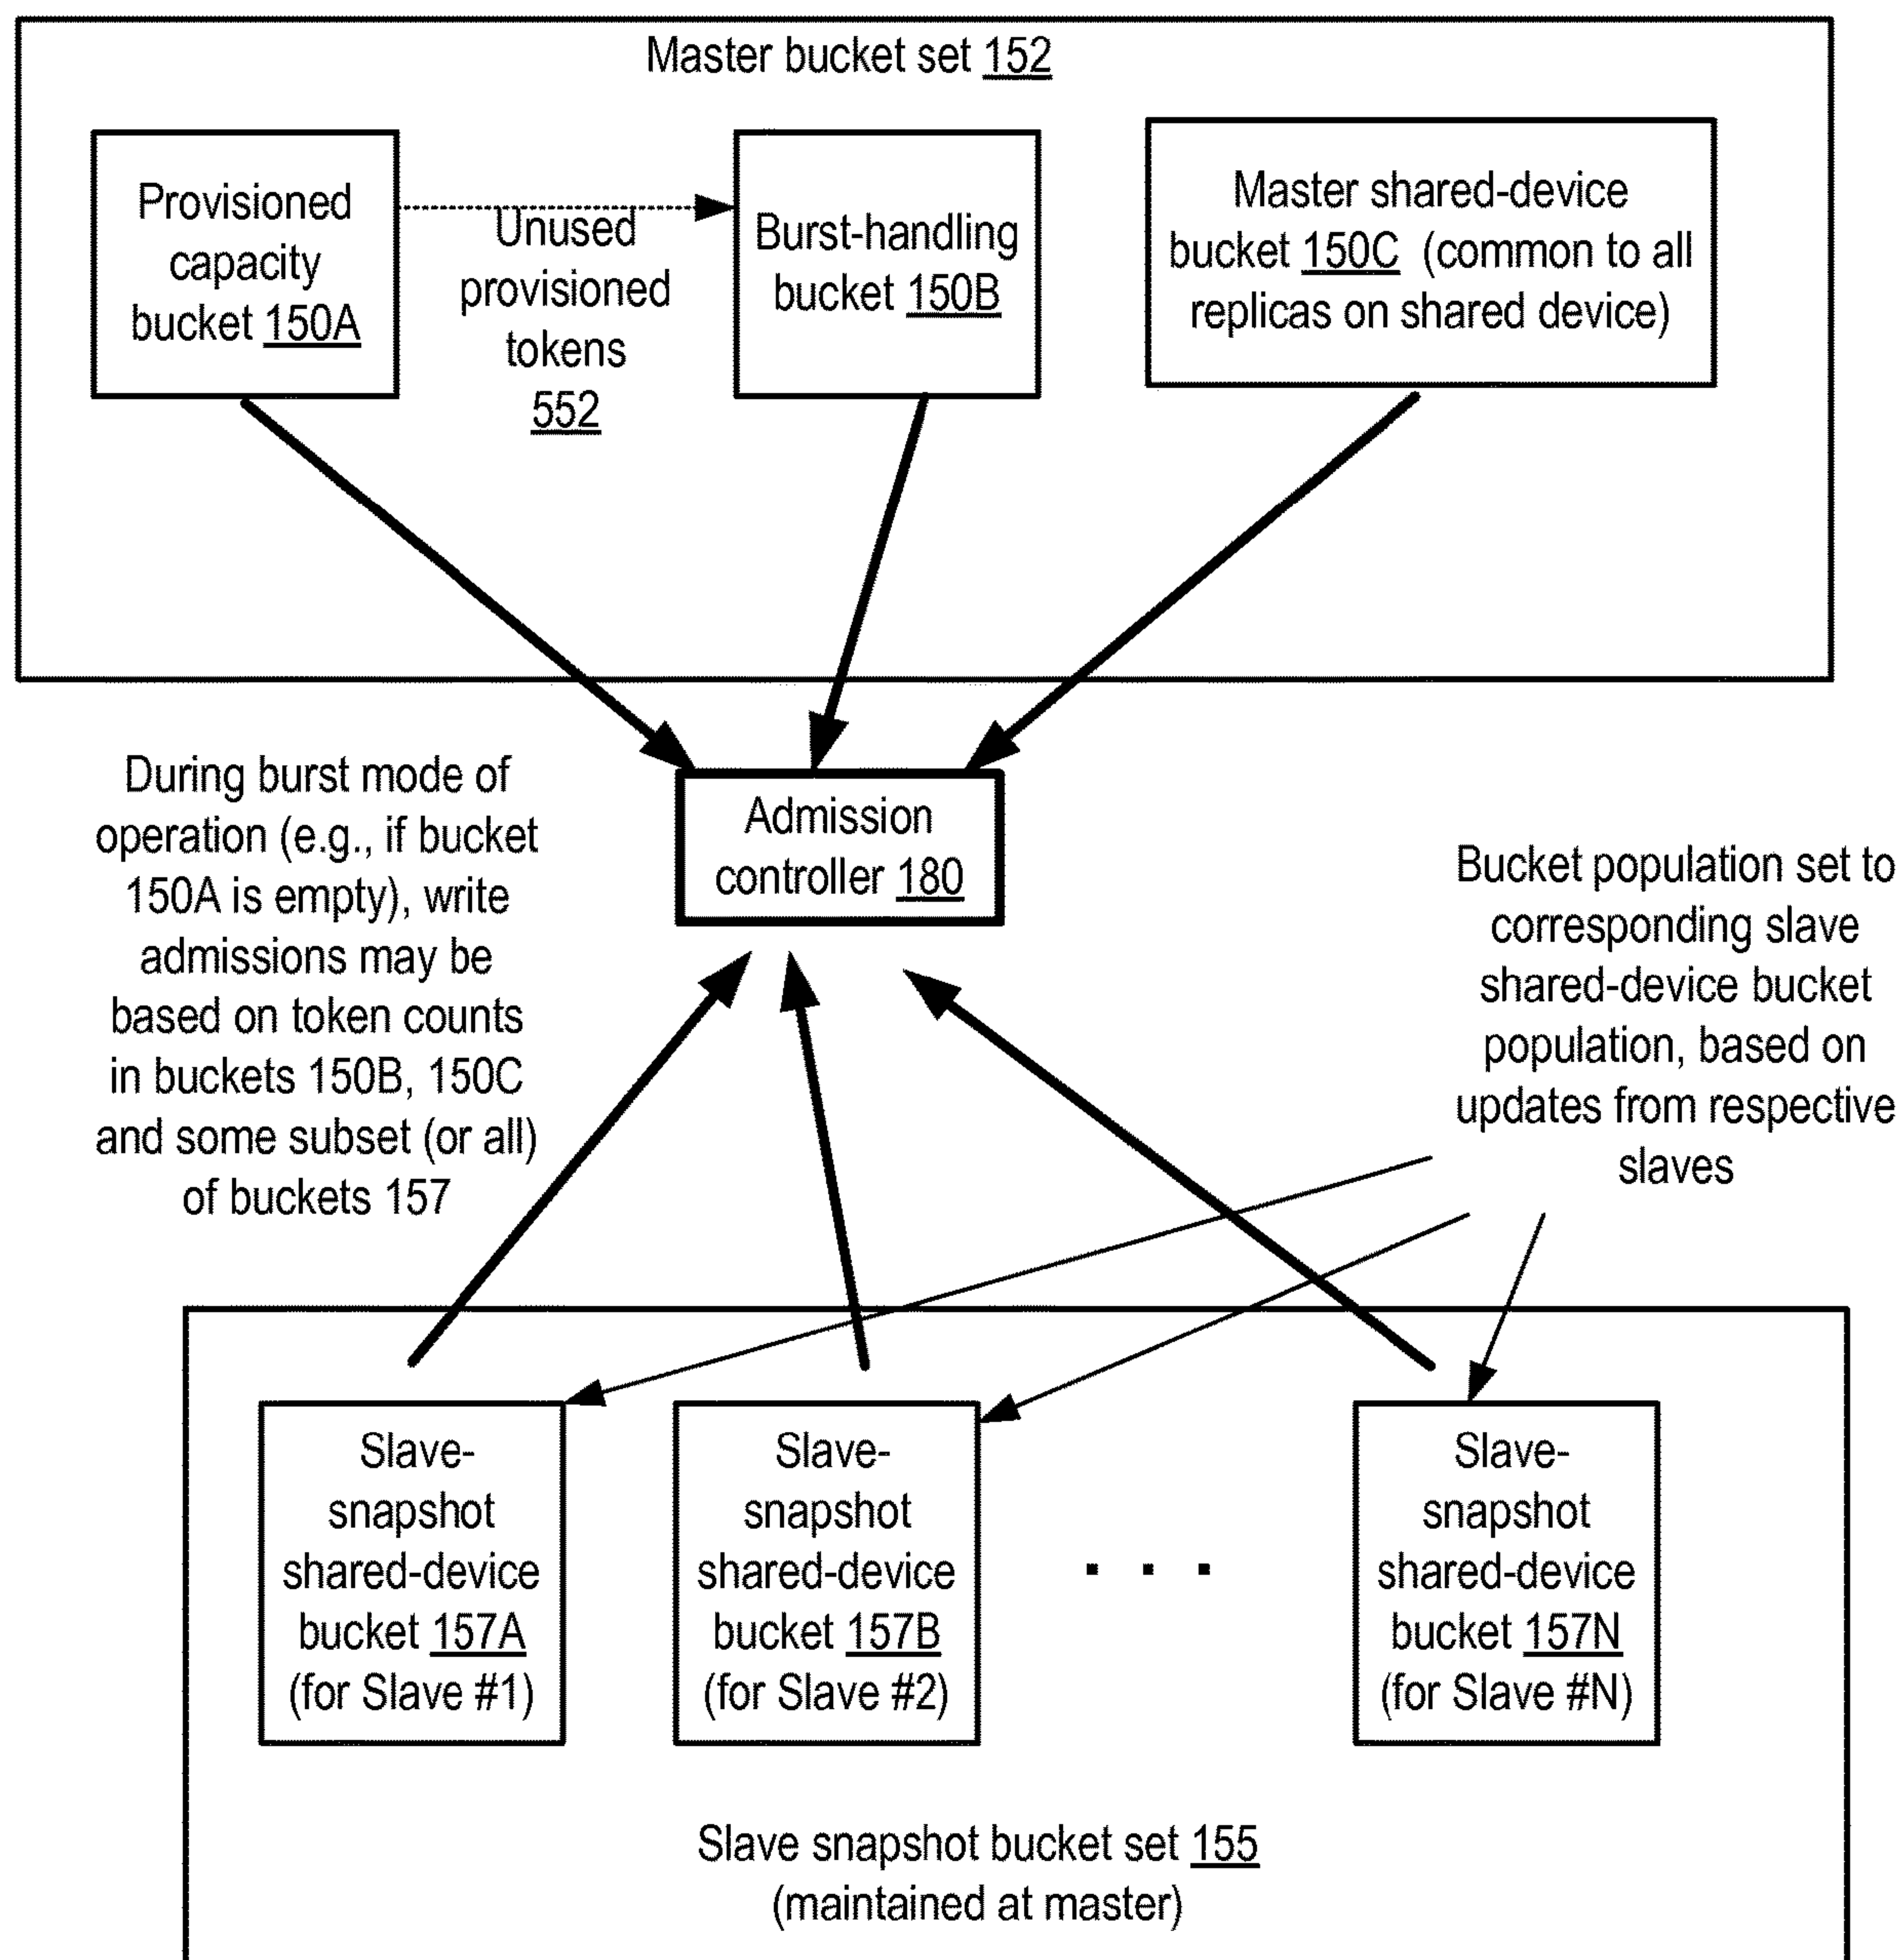 Master bucket set 152
Provisioned
capacity
bucket 150A
Unused
provisioned
tokens
552
Burst-handling
bucket 150B
Master shared-device
bucket 150C (common to all
replicas on shared device)
During burst mode of
operation (e.g., if bucket
150A is empty), write
admissions may be
based on token counts
in buckets 150B, 150C
and some subset (or all)
of buckets 157
Admission
controller 180
Bucket population set to
corresponding slave
shared-device bucket
population, based on
updates from respective
slaves
Slave-
snapshot
shared-device
bucket 157A
(for Slave #1)
Slave-
snapshot
shared-device
bucket 157B
(for Slave #2)
. . .
Slave-
snapshot
shared-device
bucket 157N
(for Slave #N)
Slave snapshot bucket set 155
(maintained at master)